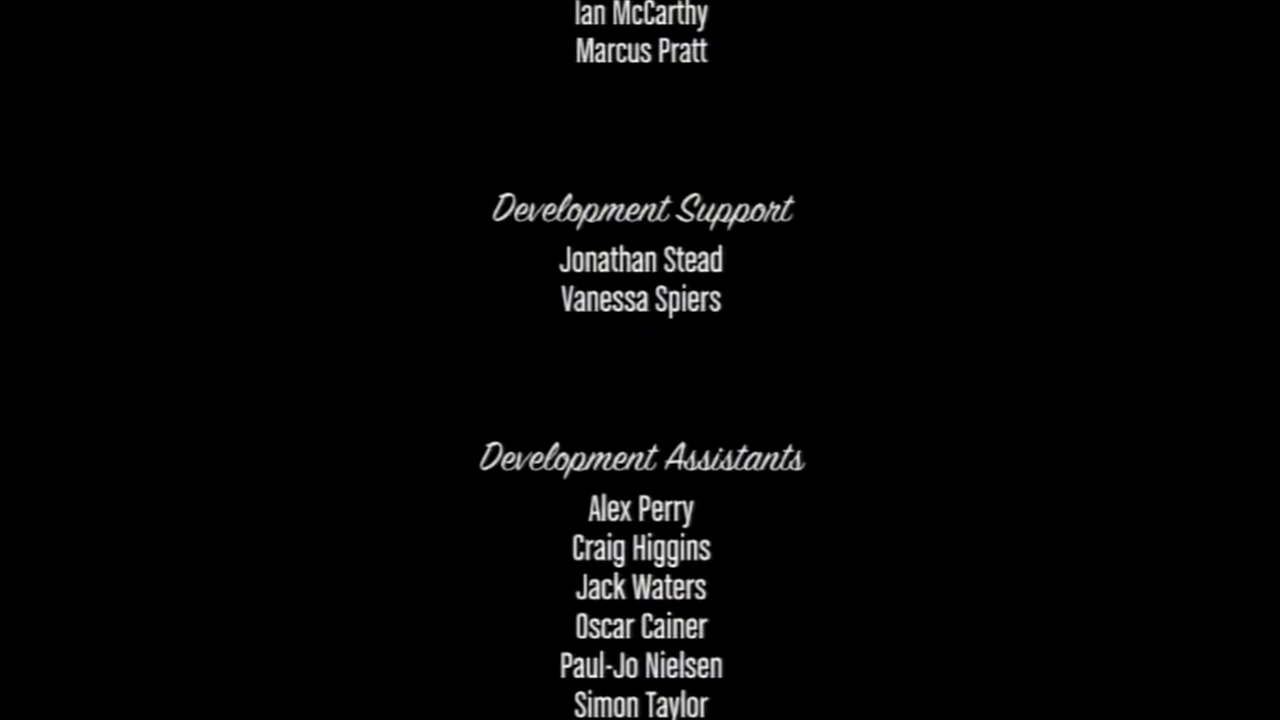 Ian McCarthy
Marcus Pratt
Development Support
Jonathan Stead
Vanessa Spiers
Development Assistants
Alex Perry
Craig Higgins
Jack Waters
Oscar Cainer
Paul-Jo Nielsen
Simon Taylor